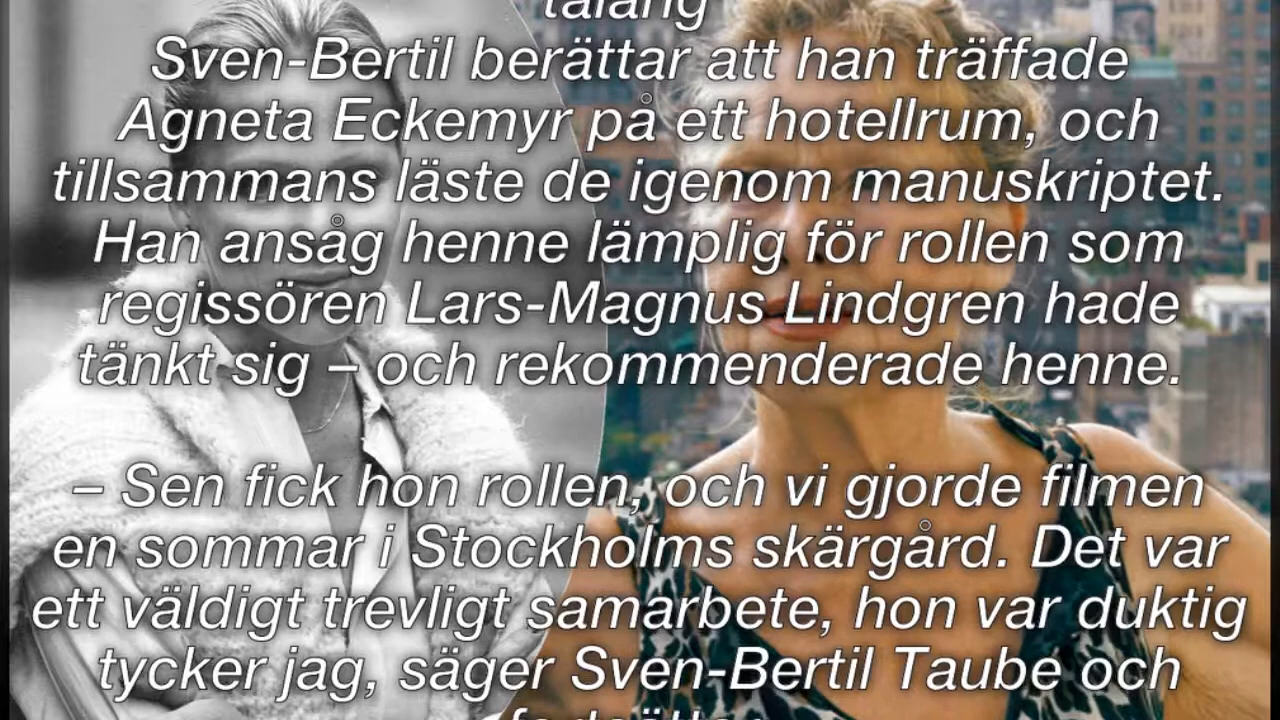 talang
Sven-Bertil berättar att han träffade
Agneta Eckemyr på ett hotellrum, och
tillsammans läste de igenom manuskriptet.
Han ansåg henne lämplig för rollen som
regissören Lars-Magnus Lindgren hade
tänkt sig – och rekommenderade henne.
– Sen fick hon rollen, och vi gjorde filmen
en sommar i Stockholms skärgård. Det var
ett väldigt trevligt samarbete, hon var duktig
tycker jag, säger Sven-Bertil Taube och